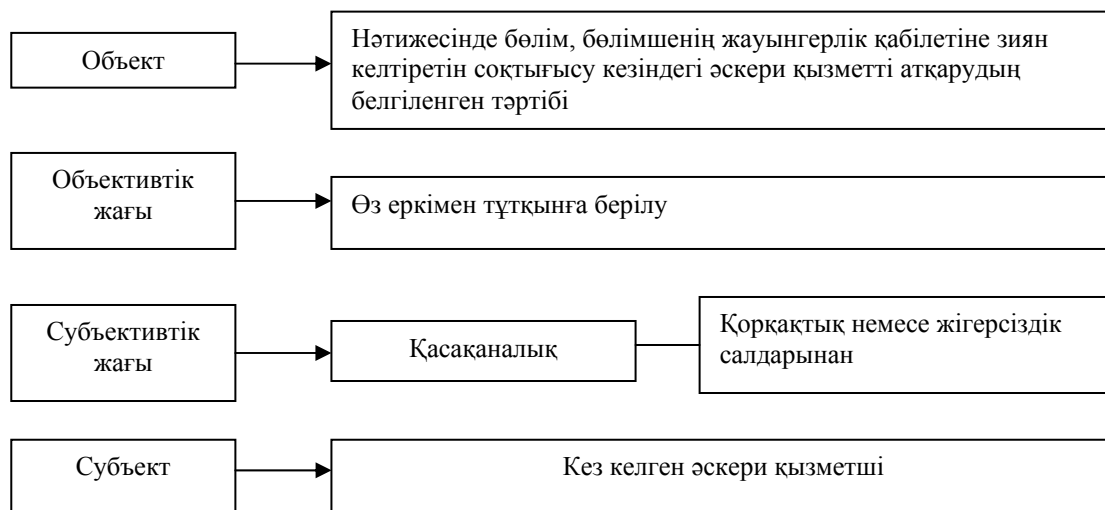 Объект
Нәтижесінде бөлім, бөлімшенің жауынгерлік қабілетіне зиян
келтіретін соқтығысу кезіндегі әскери қызметті атқарудың
белгіленген тәртібі
Объективтік
жағы
Өз еркімен тұтқынға берілу
Субъективтік
жағы
Қасақаналық
Қорқақтық немесе жігерсіздік
салдарынан
Субъект
Кез келген әскери қызметші